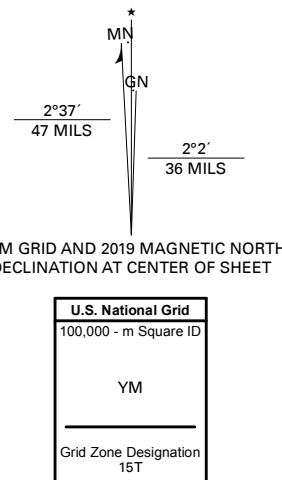 MN
GN
2°37´
47 MILS
2°2´
36 MILS
M GRID AND 2019 MAGNETIC NORTH
DECLINATION AT CENTER OF SHEET
U.S. National Grid
100,000 - m Square ID
YM
Grid Zone Designation
15T